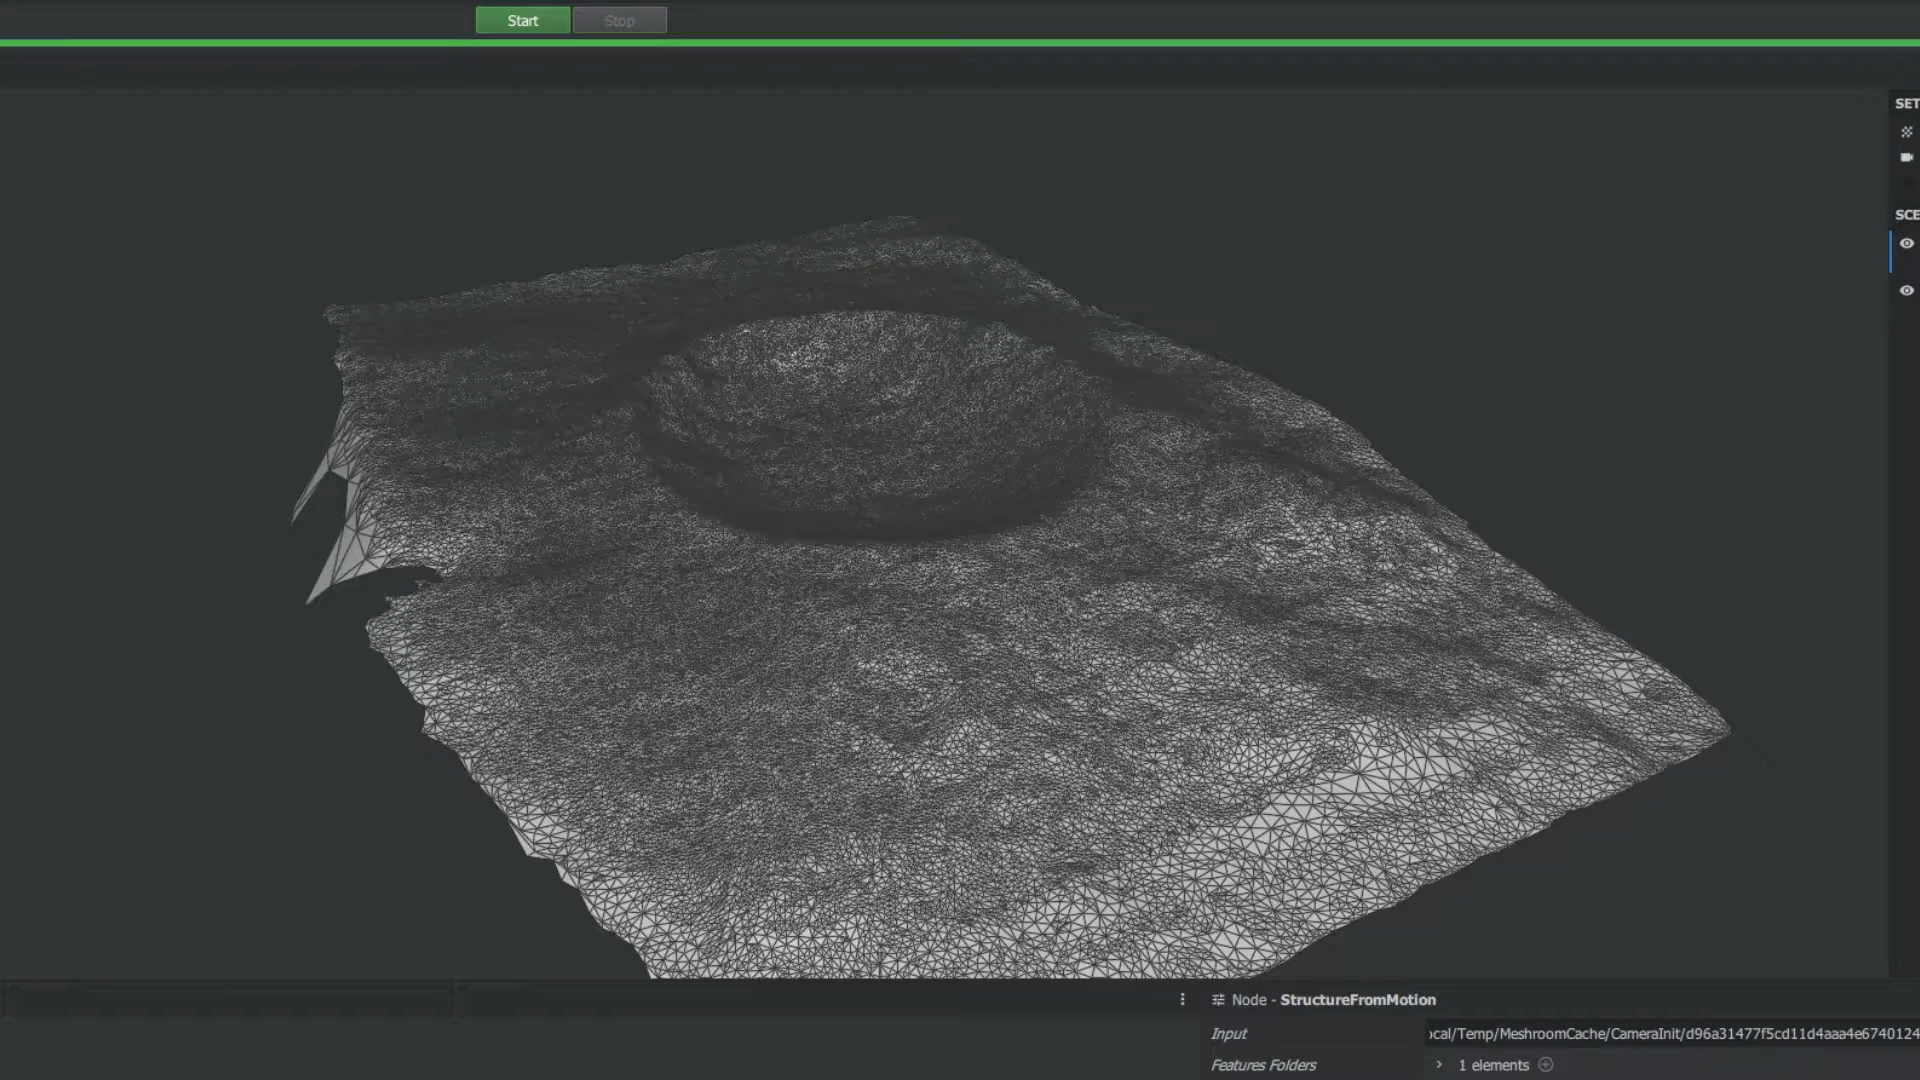 Start
Stop
SET
SCE
Node - StructureFromMotion
Input
ocal/Temp/MeshroomCache/CameraInit/d96a31477f5cd11d4aaa4e6740124
Features Folders
1 elements